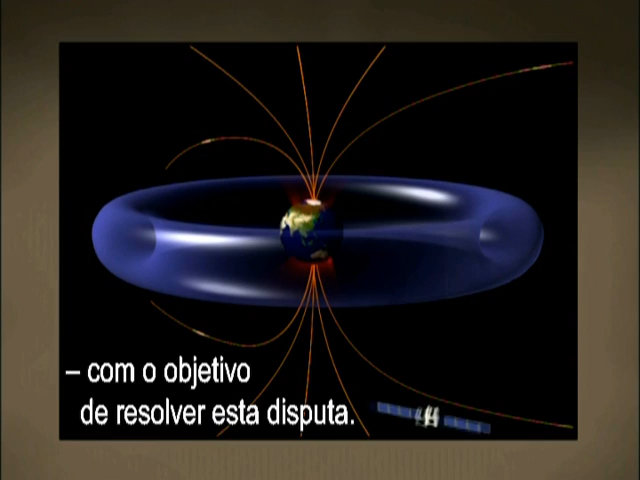 – com o objetivo
de resolver esta disputa.